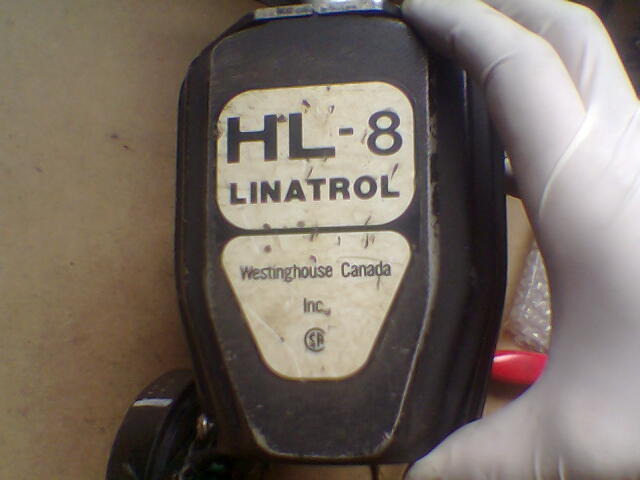 HL-8
LINATROL
Westinghouse Canada
Inc.